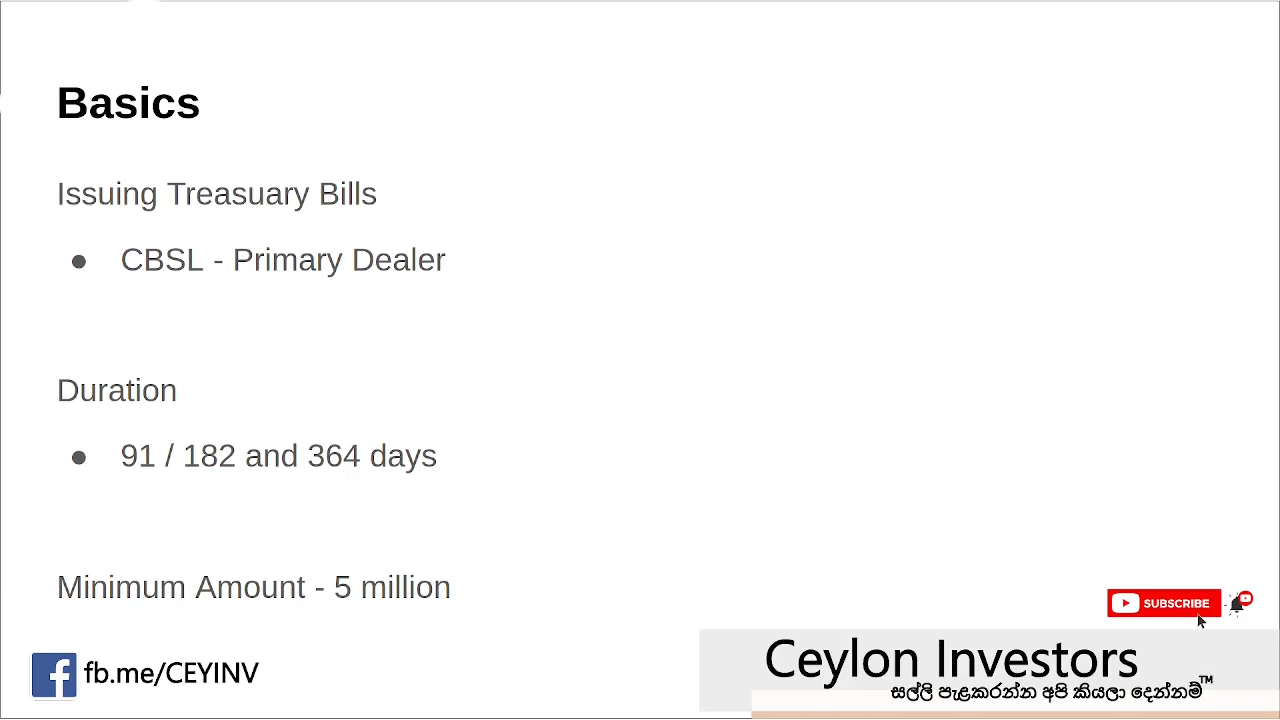 Basics
Issuing Treasuary Bills
● CBSL - Primary Dealer
Duration
● 91 / 182 and 364 days
Minimum Amount - 5 million
SUBSCRIBE
fb.me/CEYINV
Ceylon Investors
සල්ලි පැළකරන්න අපි කියලා දෙන්නම් TM